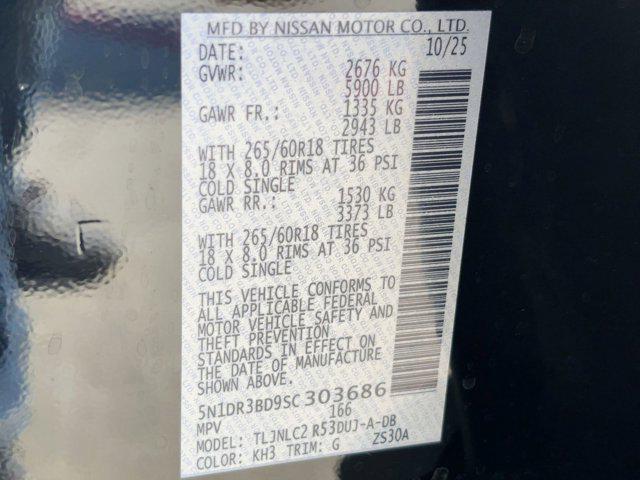 MFD BY NISSAN MOTOR CO., LTD.
DATE: 10/25
GVWR: 2676 KG
5900 LB
GAWR FR.: 1335 KG
2943 LB
WITH 265/60R18 TIRES
18 X 8.0 RIMS AT 36 PSI
COLD SINGLE
GAWR RR.: 1530 KG
3373 LB
WITH 265/60R18 TIRES
18 X 8.0 RIMS AT 36 PSI
COLD SINGLE
THIS VEHICLE CONFORMS TO
ALL APPLICABLE FEDERAL
MOTOR VEHICLE SAFETY AND
THEFT PREVENTION
STANDARDS IN EFFECT ON
THE DATE OF MANUFACTURE
SHOWN ABOVE.
5N1DR3BD9SC303686
MPV 166
MODEL: TLJNLC2 R53DUJ-A-DB
COLOR: KH3 TRIM: G ZS30A